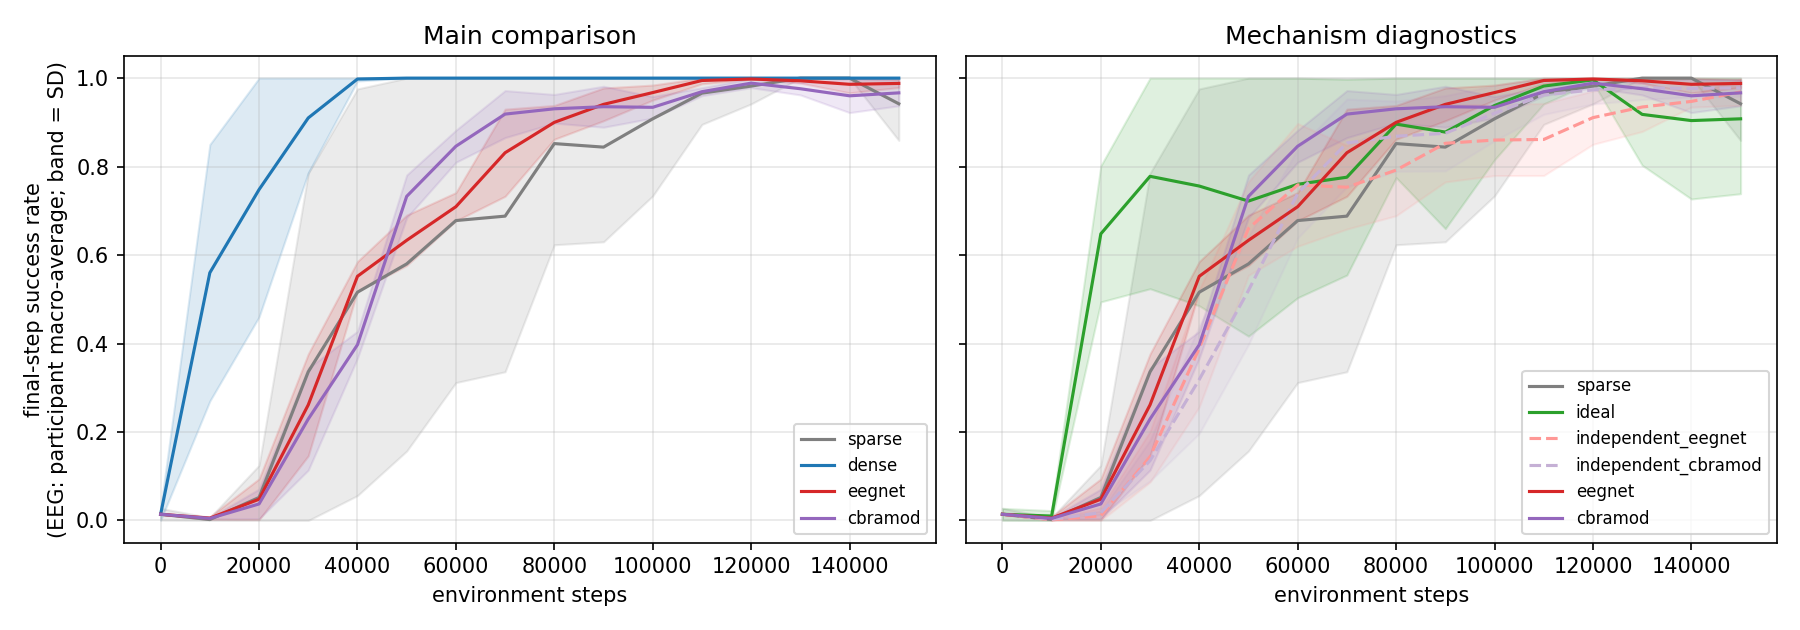 Main comparison
final-step success rate
(EEG: participant macro-average; band = SD)
1.0
0.8
0.6
0.4
0.2
0.0
0
20000
40000
60000
80000
100000
120000
140000
environment steps
sparse
dense
eegnet
cbramod
Mechanism diagnostics
0
20000
40000
60000
80000
100000
120000
140000
environment steps
sparse
ideal
independent_eegnet
independent_cbramod
eegnet
cbramod